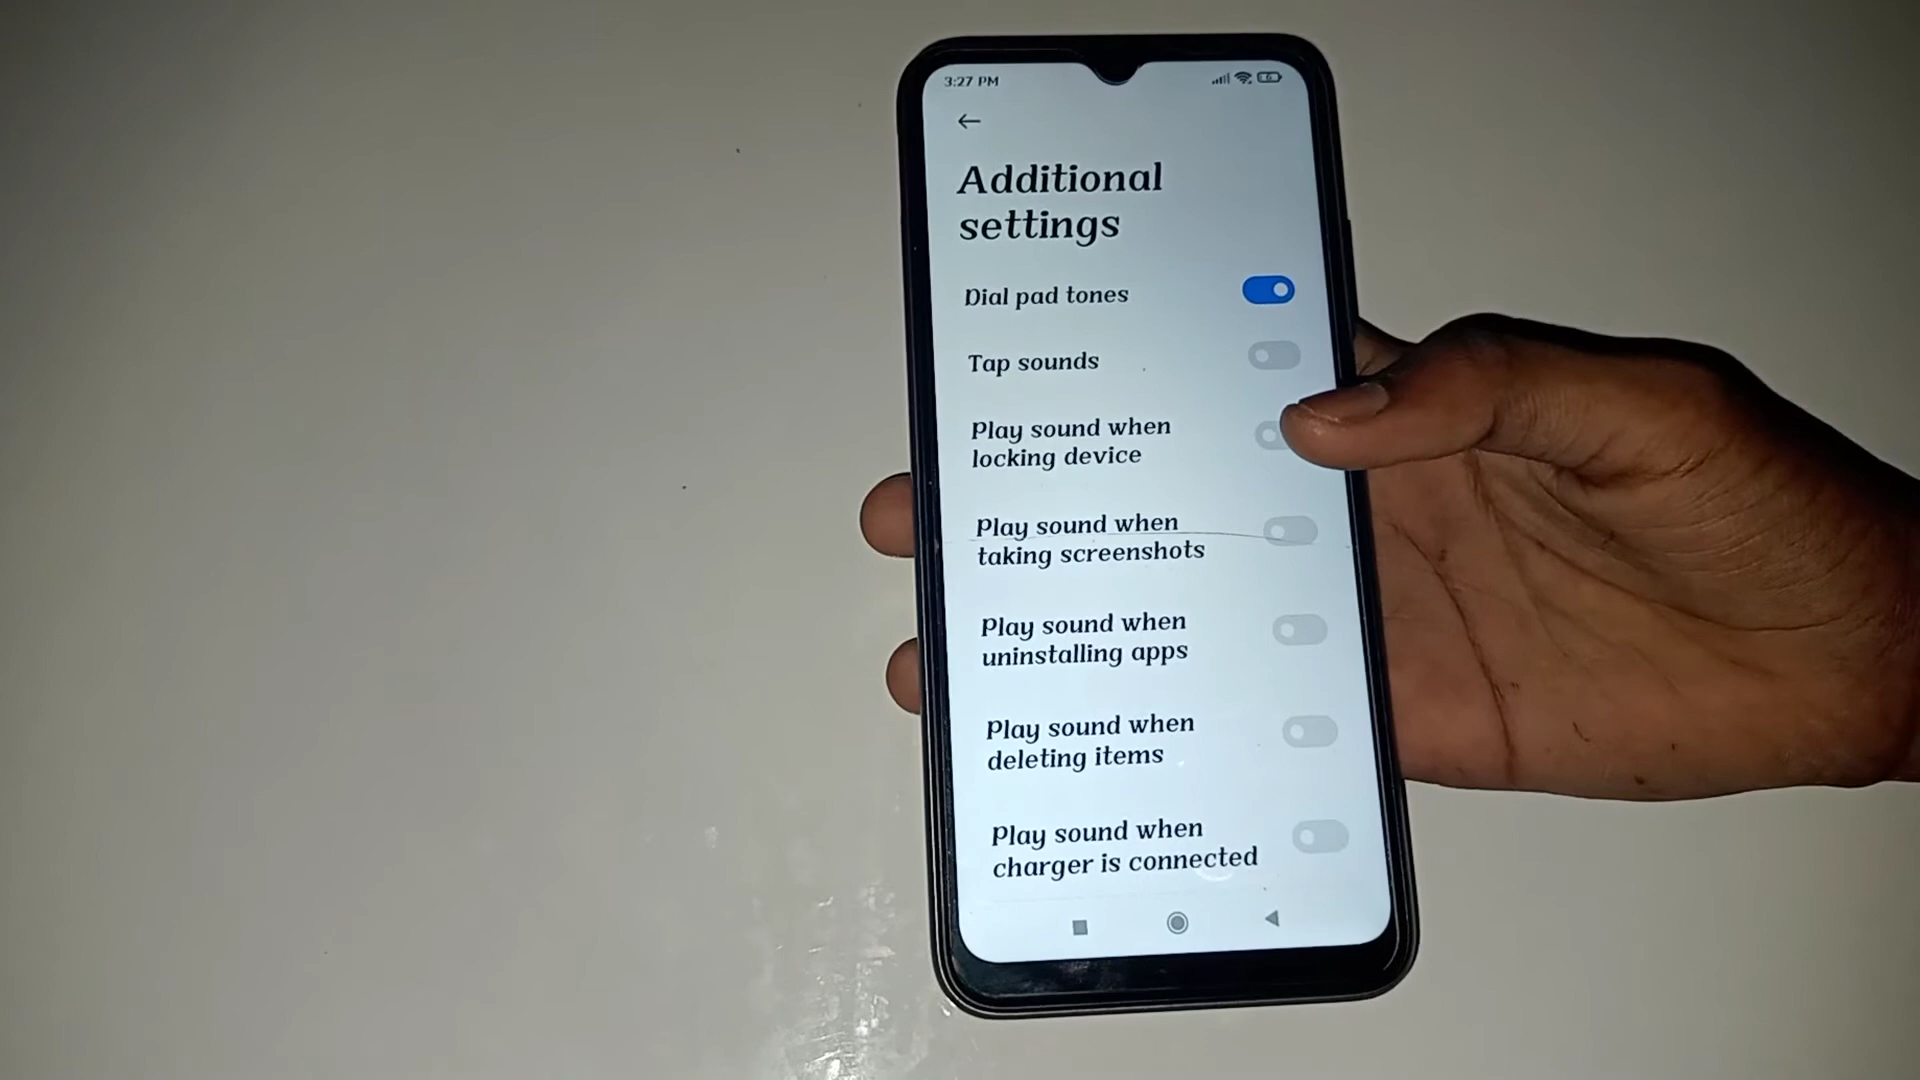 3:27 PM
Additional
settings
Dial pad tones
Tap sounds
Play sound when
locking device
Play sound when
taking screenshots
Play sound when
uninstalling apps
Play sound when
deleting items
Play sound when
charger is connected